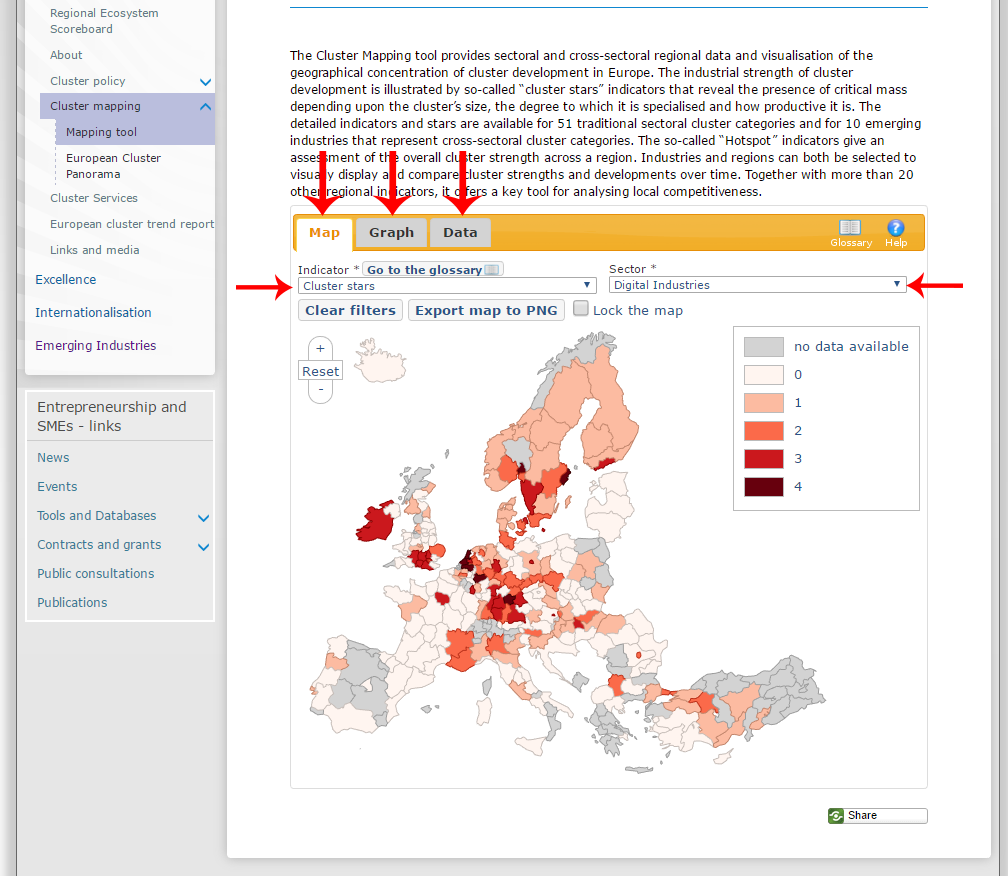 Regional Ecosystem
Scoreboard
About
Cluster policy
Cluster mapping
Mapping tool
European Cluster
Panorama
Cluster Services
European cluster trend report
Links and media
Excellence
Internationalisation
Emerging Industries
Entrepreneurship and
SMEs - links
News
Events
Tools and Databases
Contracts and grants
Public consultations
Publications
The Cluster Mapping tool provides sectoral and cross-sectoral regional data and visualisation of the
geographical concentration of cluster development in Europe. The industrial strength of cluster
development is illustrated by so-called “cluster stars” indicators that reveal the presence of critical mass
depending upon the cluster’s size, the degree to which it is specialised and how productive it is. The
detailed indicators and stars are available for 51 traditional sectoral cluster categories and for 10 emerging
industries that represent cross-sectoral cluster categories. The so-called “Hotspot” indicators give an
assessment of the overall cluster strength across a region. Industries and regions can both be selected to
visually display and compare cluster strengths and developments over time. Together with more than 20
other regional indicators, it offers a key tool for analysing local competitiveness.
Map
Graph
Data
Glossary
Help
Indicator *
Go to the glossary
Sector *
Cluster stars
Digital Industries
Clear filters
Export map to PNG
Lock the map
+
Reset
-
no data available
0
1
2
3
4
Share